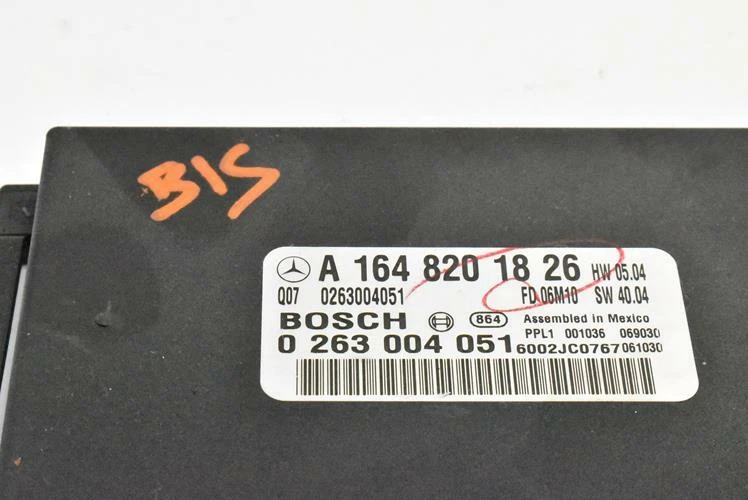 B15
A 164 820 18 26 HW 05.04
Q07 0263004051 FD 06M10 SW 40.04
BOSCH 864 Assembled in Mexico
PPL1 001036 069030
0 263 004 051 6002JC0767 061030